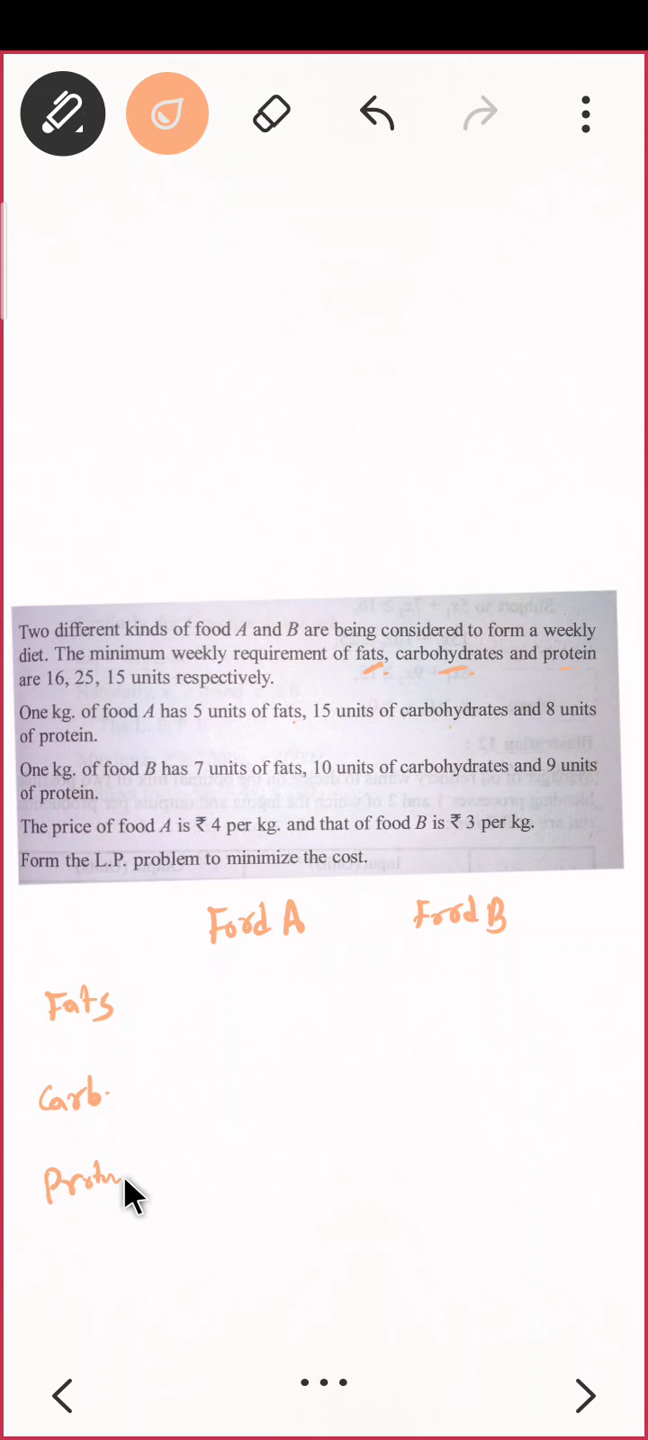 Two different kinds of food A and B are being considered to form a weekly
diet. The minimum weekly requirement of fats, carbohydrates and protein
are 16, 25, 15 units respectively.
One kg. of food A has 5 units of fats, 15 units of carbohydrates and 8 units
of protein.
One kg. of food B has 7 units of fats, 10 units of carbohydrates and 9 units
of protein.
The price of food A is ₹ 4 per kg. and that of food B is ₹ 3 per kg.
Form the L.P. problem to minimize the cost.
Food A Food B
Fats
Carb.